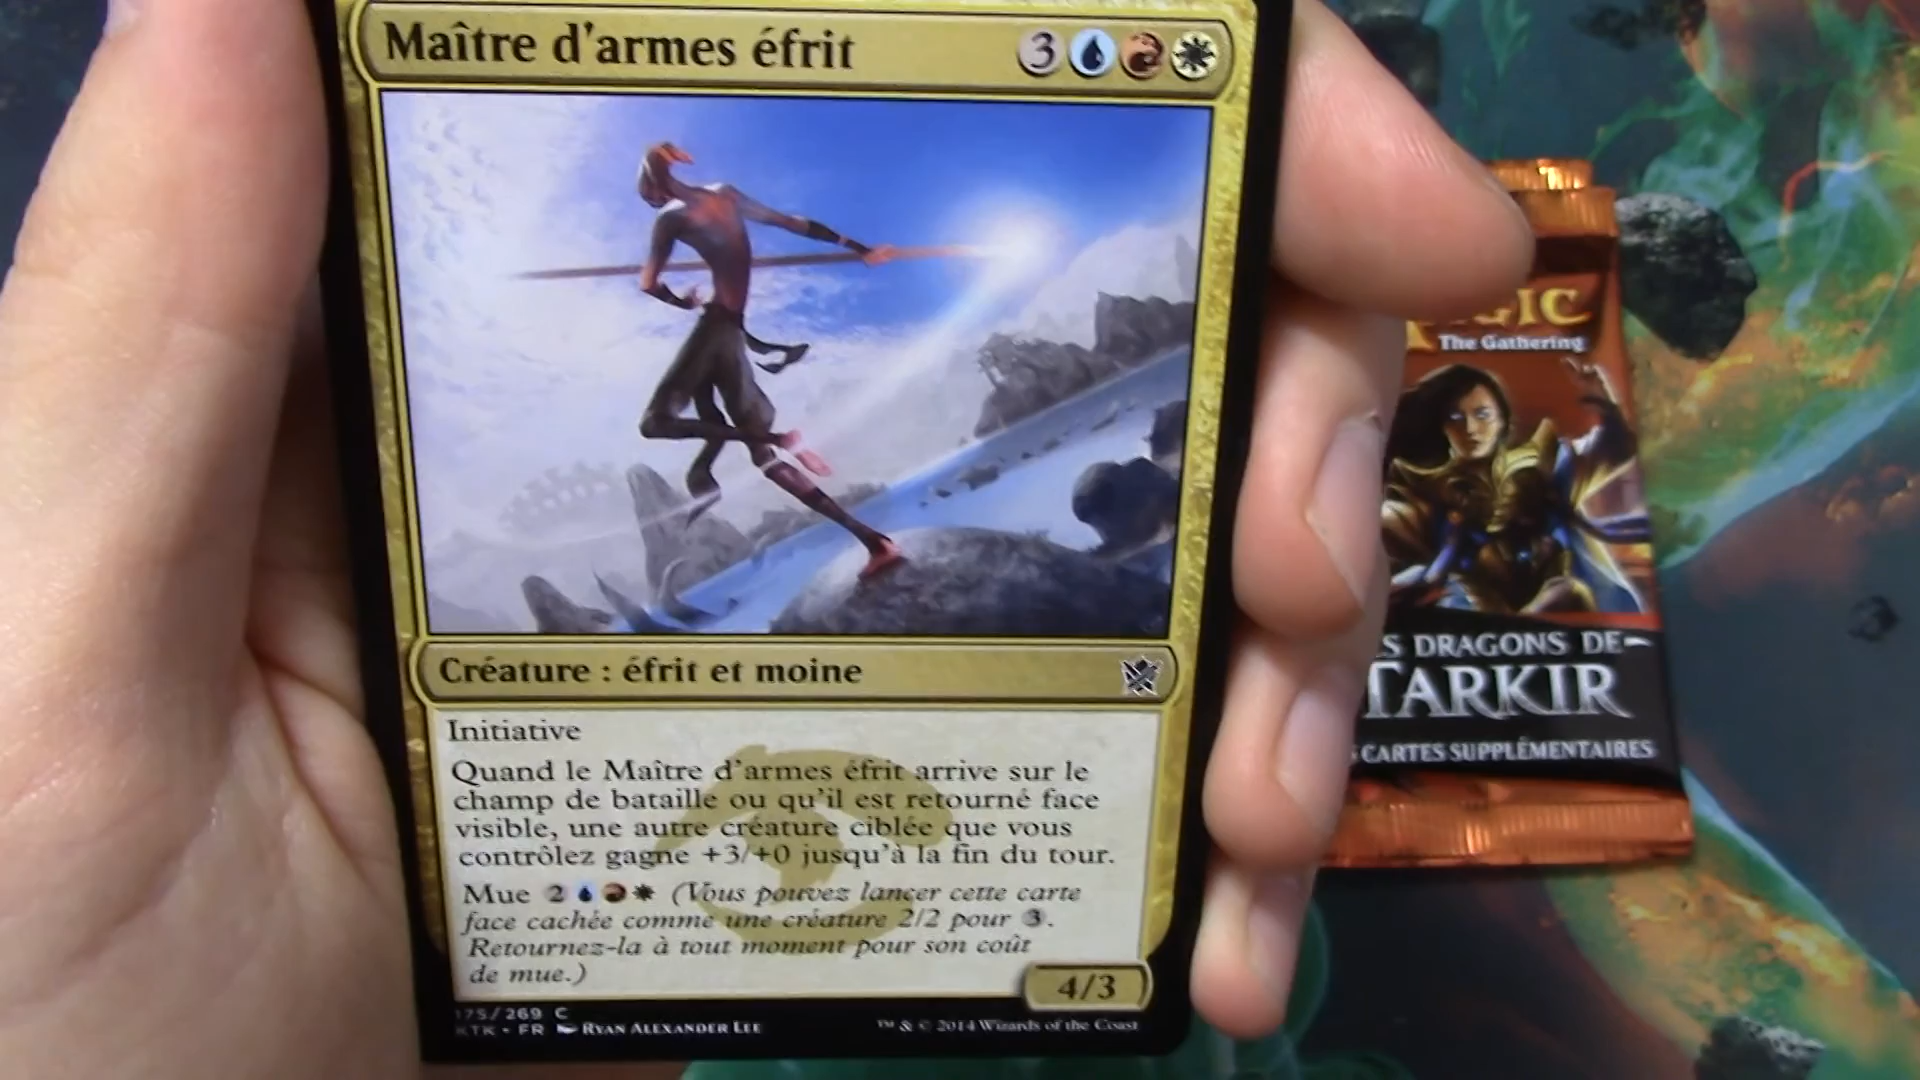 Maître d'armes éfrit 3
Créature : éfrit et moine
Initiative
Quand le Maître d'armes éfrit arrive sur le
champ de bataille ou qu'il est retourné face
visible, une autre créature ciblée que vous
contrôlez gagne +3/+0 jusqu'à la fin du tour.
Mue 2 (Vous pouvez lancer cette carte
face cachée comme une créature 2/2 pour 3.
Retournez-la à tout moment pour son coût
de mue.)
4/3
175/269 C
KTK • FR Ryan Alexander Lee
™ & © 2014 Wizards of the Coast
The Gathering
DRAGONS DE
TARKIR
CARTES SUPPLÉMENTAIRES